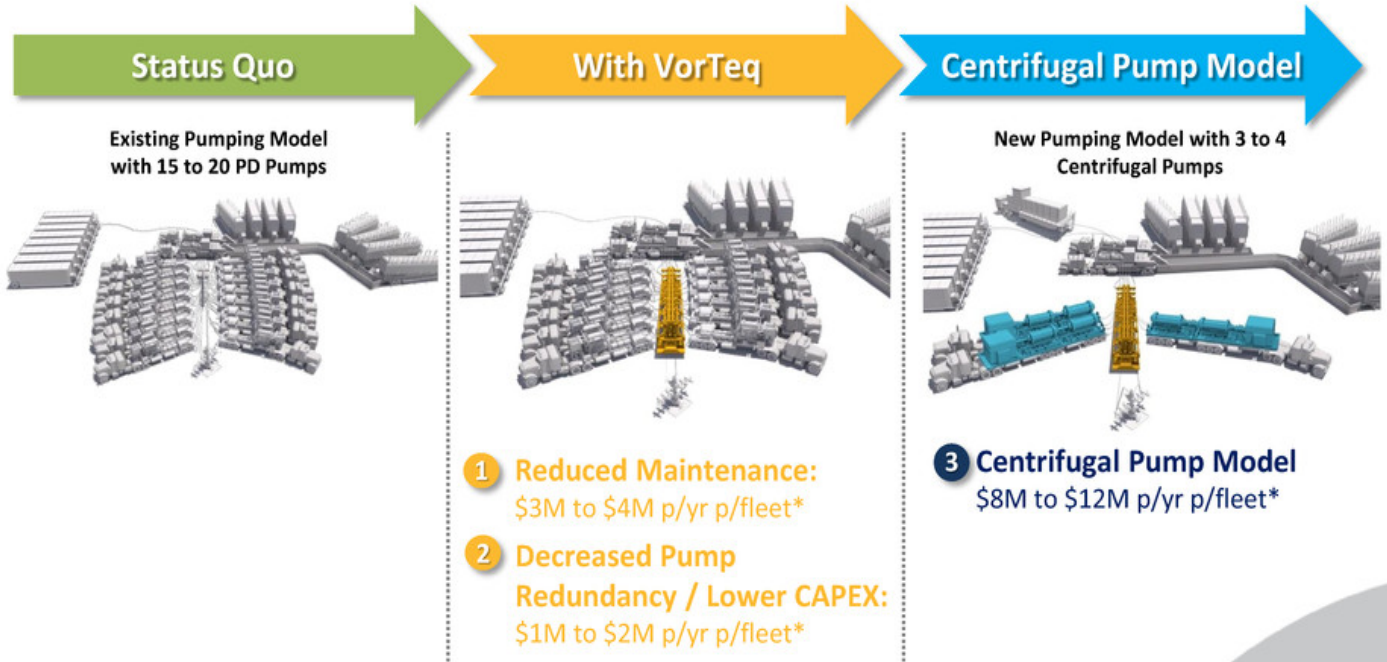 Status Quo
With VorTeq
Centrifugal Pump Model
Existing Pumping Model
with 15 to 20 PD Pumps
New Pumping Model with 3 to 4
Centrifugal Pumps
1 Reduced Maintenance:
$3M to $4M p/yr p/fleet*
2 Decreased Pump
Redundancy / Lower CAPEX:
$1M to $2M p/yr p/fleet*
3 Centrifugal Pump Model
$8M to $12M p/yr p/fleet*